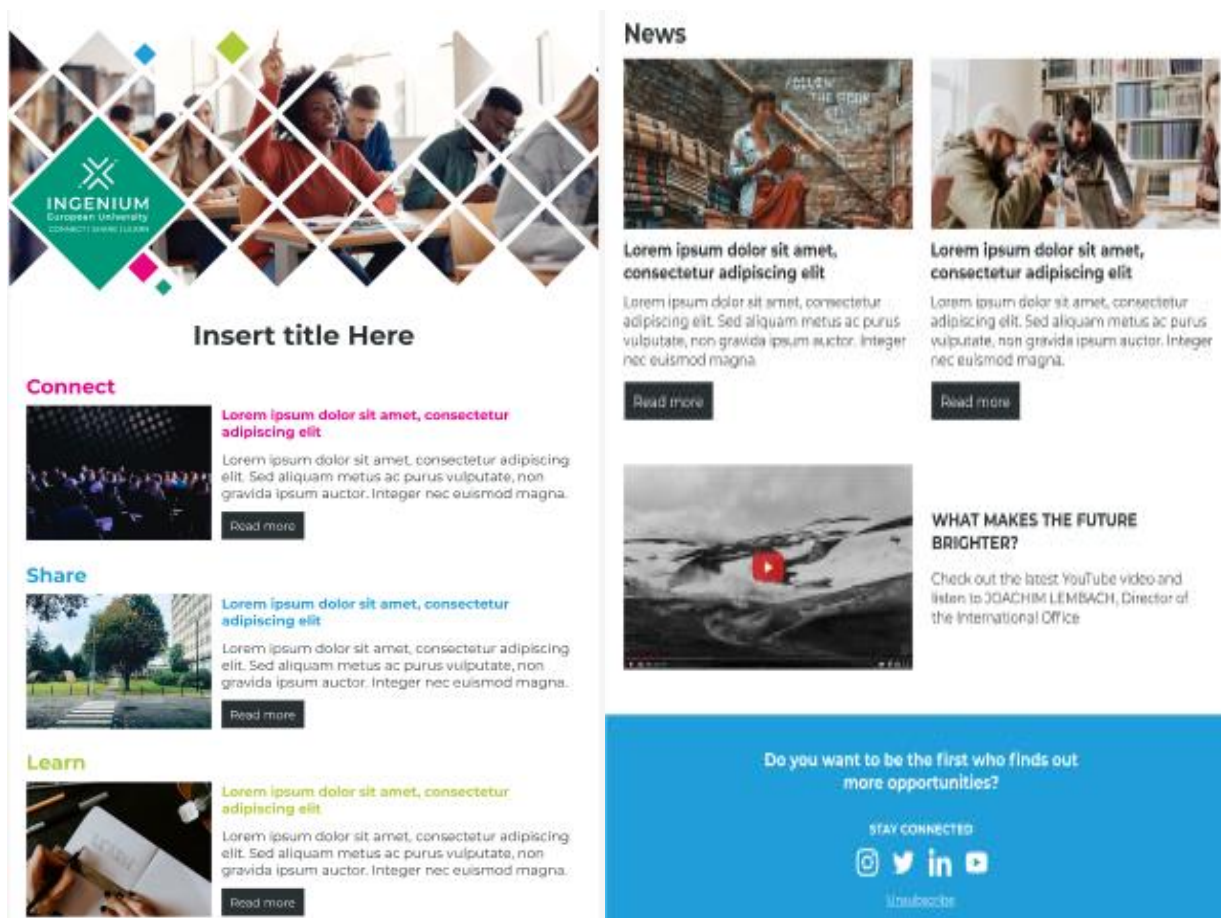 INGENIUM
European University
CONNECT | SHARE | LEARN
Insert title Here
Connect
Lorem ipsum dolor sit amet, consectetur
adipiscing elit
Lorem ipsum dolor sit amet, consectetur adipiscing
elit. Sed aliquam metus ac purus vulputate, non
gravida ipsum auctor. Integer nec euismod magna.
Read more
Share
Lorem ipsum dolor sit amet, consectetur
adipiscing elit
Lorem ipsum dolor sit amet, consectetur adipiscing
elit. Sed aliquam metus ac purus vulputate, non
gravida ipsum auctor. Integer nec euismod magna.
Read more
Learn
Lorem ipsum dolor sit amet, consectetur
adipiscing elit
LEARN
Lorem ipsum dolor sit amet, consectetur adipiscing
elit. Sed aliquam metus ac purus vulputate, non
gravida ipsum auctor. Integer nec euismod magna.
Read more
News
FOLLOW
THE BOOK
Lorem ipsum dolor sit amet,
consectetur adipiscing elit
Lorem ipsum dolor sit amet, consectetur
adipiscing elit. Sed aliquam metus ac purus
vulputate, non gravida ipsum auctor. Integer
nec euismod magna.
Read more
Lorem ipsum dolor sit amet,
consectetur adipiscing elit
Lorem ipsum dolor sit amet, consectetur
adipiscing elit. Sed aliquam metus ac purus
vulputate, non gravida ipsum auctor. Integer
nec euismod magna.
Read more
WHAT MAKES THE FUTURE
BRIGHTER?
Check out the latest YouTube video and
listen to JOACHIM LEMBACH, Director of
the International Office
Do you want to be the first who finds out
more opportunities?
STAY CONNECTED
Unsubscribe